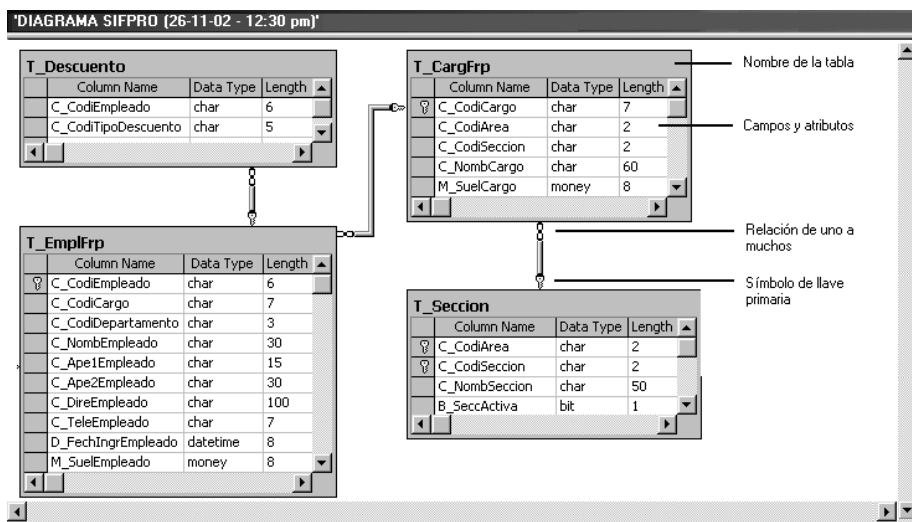 'DIAGRAMA SIFPRO (26-11-02 - 12:30 pm)'
T_Descuento
Column Name Data Type Length
C_CodiEmpleado char 6
C_CodiTipoDescuento char 5
T_EmplFrp
Column Name Data Type Length
C_CodiEmpleado char 6
C_CodiCargo char 7
C_CodiDepartamento char 3
C_NombEmpleado char 30
C_Ape1Empleado char 15
C_Ape2Empleado char 30
C_DireEmpleado char 100
C_TeleEmpleado char 7
D_FechIngrEmpleado datetime 8
M_SuelEmpleado money 8
T_CargFrp
Column Name Data Type Length
C_CodiCargo char 7
C_CodiArea char 2
C_CodiSeccion char 2
C_NombCargo char 60
M_SuelCargo money 8
T_Seccion
Column Name Data Type Length
C_CodiArea char 2
C_CodiSeccion char 2
C_NombSeccion char 50
B_SeccActiva bit 1
Nombre de la tabla
Campos y atributos
Relación de uno a
muchos
Símbolo de llave
primaria